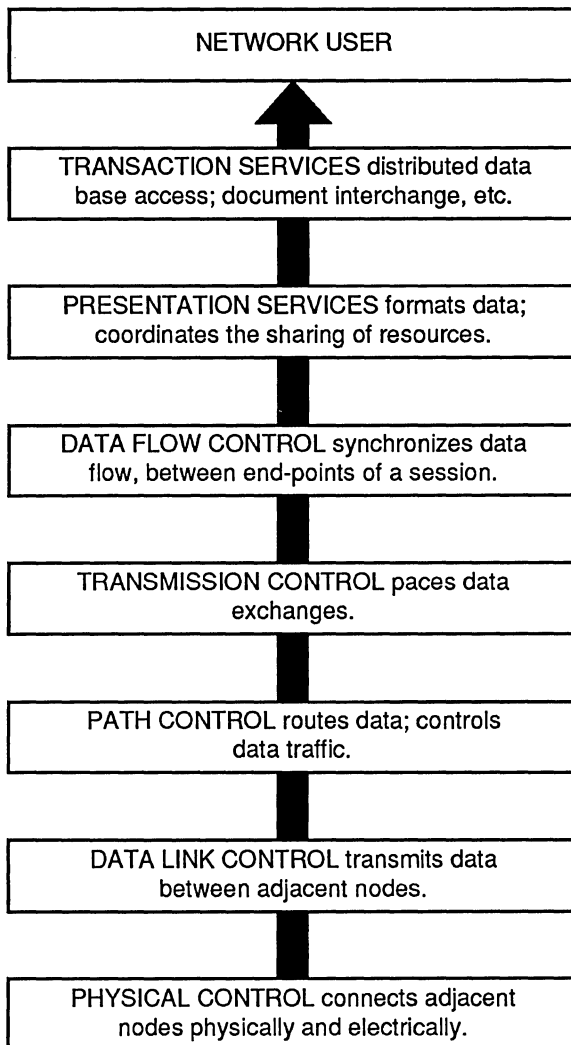 NETWORK USER
TRANSACTION SERVICES distributed data
base access; document interchange, etc.
PRESENTATION SERVICES formats data;
coordinates the sharing of resources.
DATA FLOW CONTROL synchronizes data
flow, between end-points of a session.
TRANSMISSION CONTROL paces data
exchanges.
PATH CONTROL routes data; controls
data traffic.
DATA LINK CONTROL transmits data
between adjacent nodes.
PHYSICAL CONTROL connects adjacent
nodes physically and electrically.